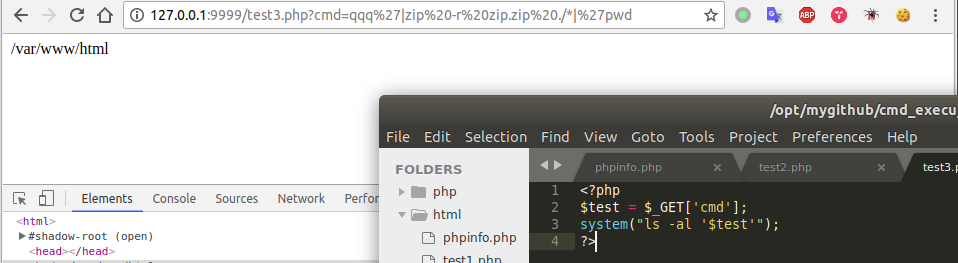 127.0.0.1:9999/test3.php?cmd=qqq%27|zip%20-r%20zip.zip%20./*|%27pwd
ABP
/var/www/html
/opt/mygithub/cmd_execu
File Edit Selection Find View Goto Tools Project Preferences Help
FOLDERS
php
html
phpinfo.php
phpinfo.php test2.php test3.p
1 <?php
2 $test = $_GET['cmd'];
3 system("ls -al '$test'");
4 ?>
Elements Console Sources Network Perfor
<html>
#shadow-root (open)
<head></head>